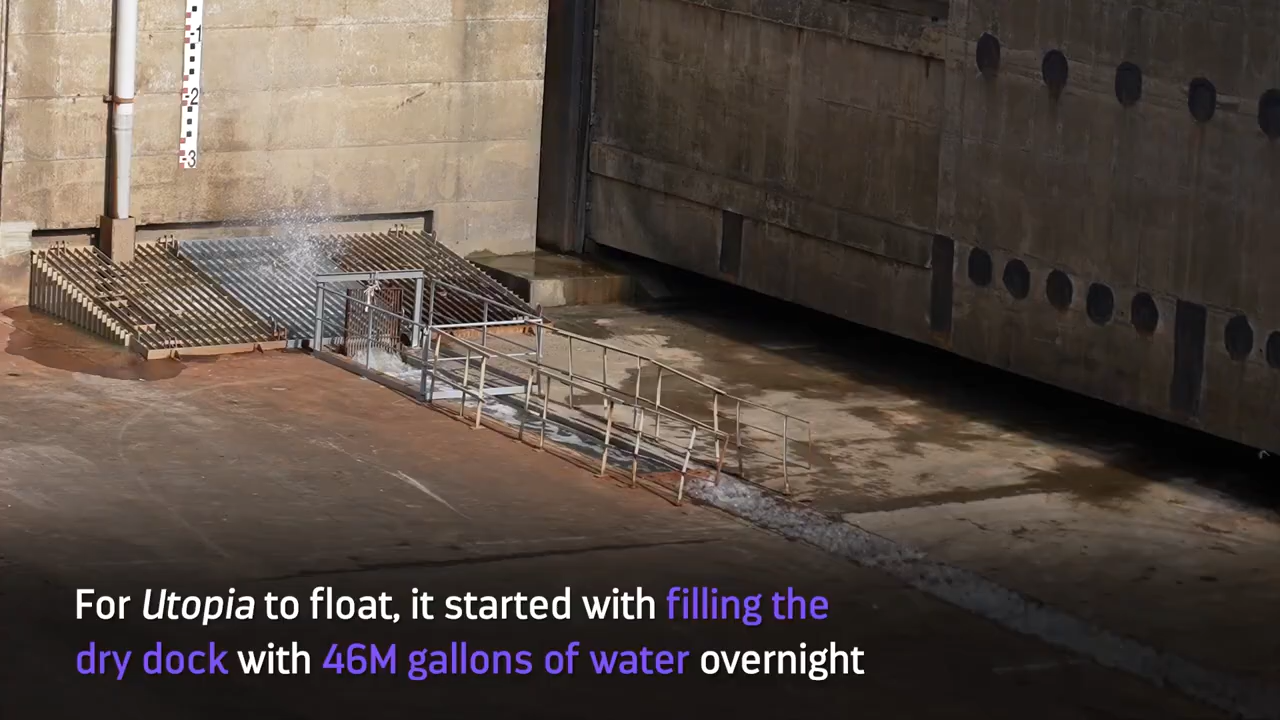 -1
-2
-3
For Utopia to float, it started with filling the
dry dock with 46M gallons of water overnight